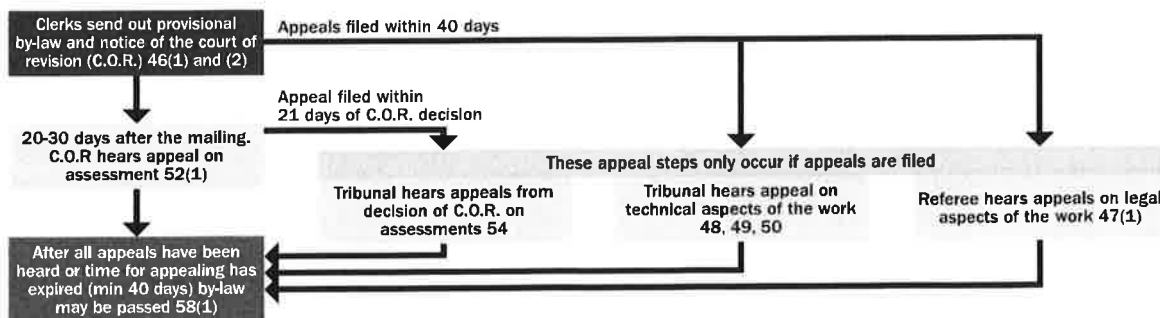 Clerks send out provisional
by-law and notice of the court of
revision (C.O.R.) 46(1) and (2)
Appeals filed within 40 days
Appeal filed within
21 days of C.O.R. decision
20-30 days after the mailing.
C.O.R hears appeal on
assessment 52(1)
These appeal steps only occur if appeals are filed
Tribunal hears appeals from
decision of C.O.R. on
assessments 54
Tribunal hears appeal on
technical aspects of the work
48, 49, 50
Referee hears appeals on legal
aspects of the work 47(1)
After all appeals have been
heard or time for appealing has
expired (min 40 days) by-law
may be passed 58(1)